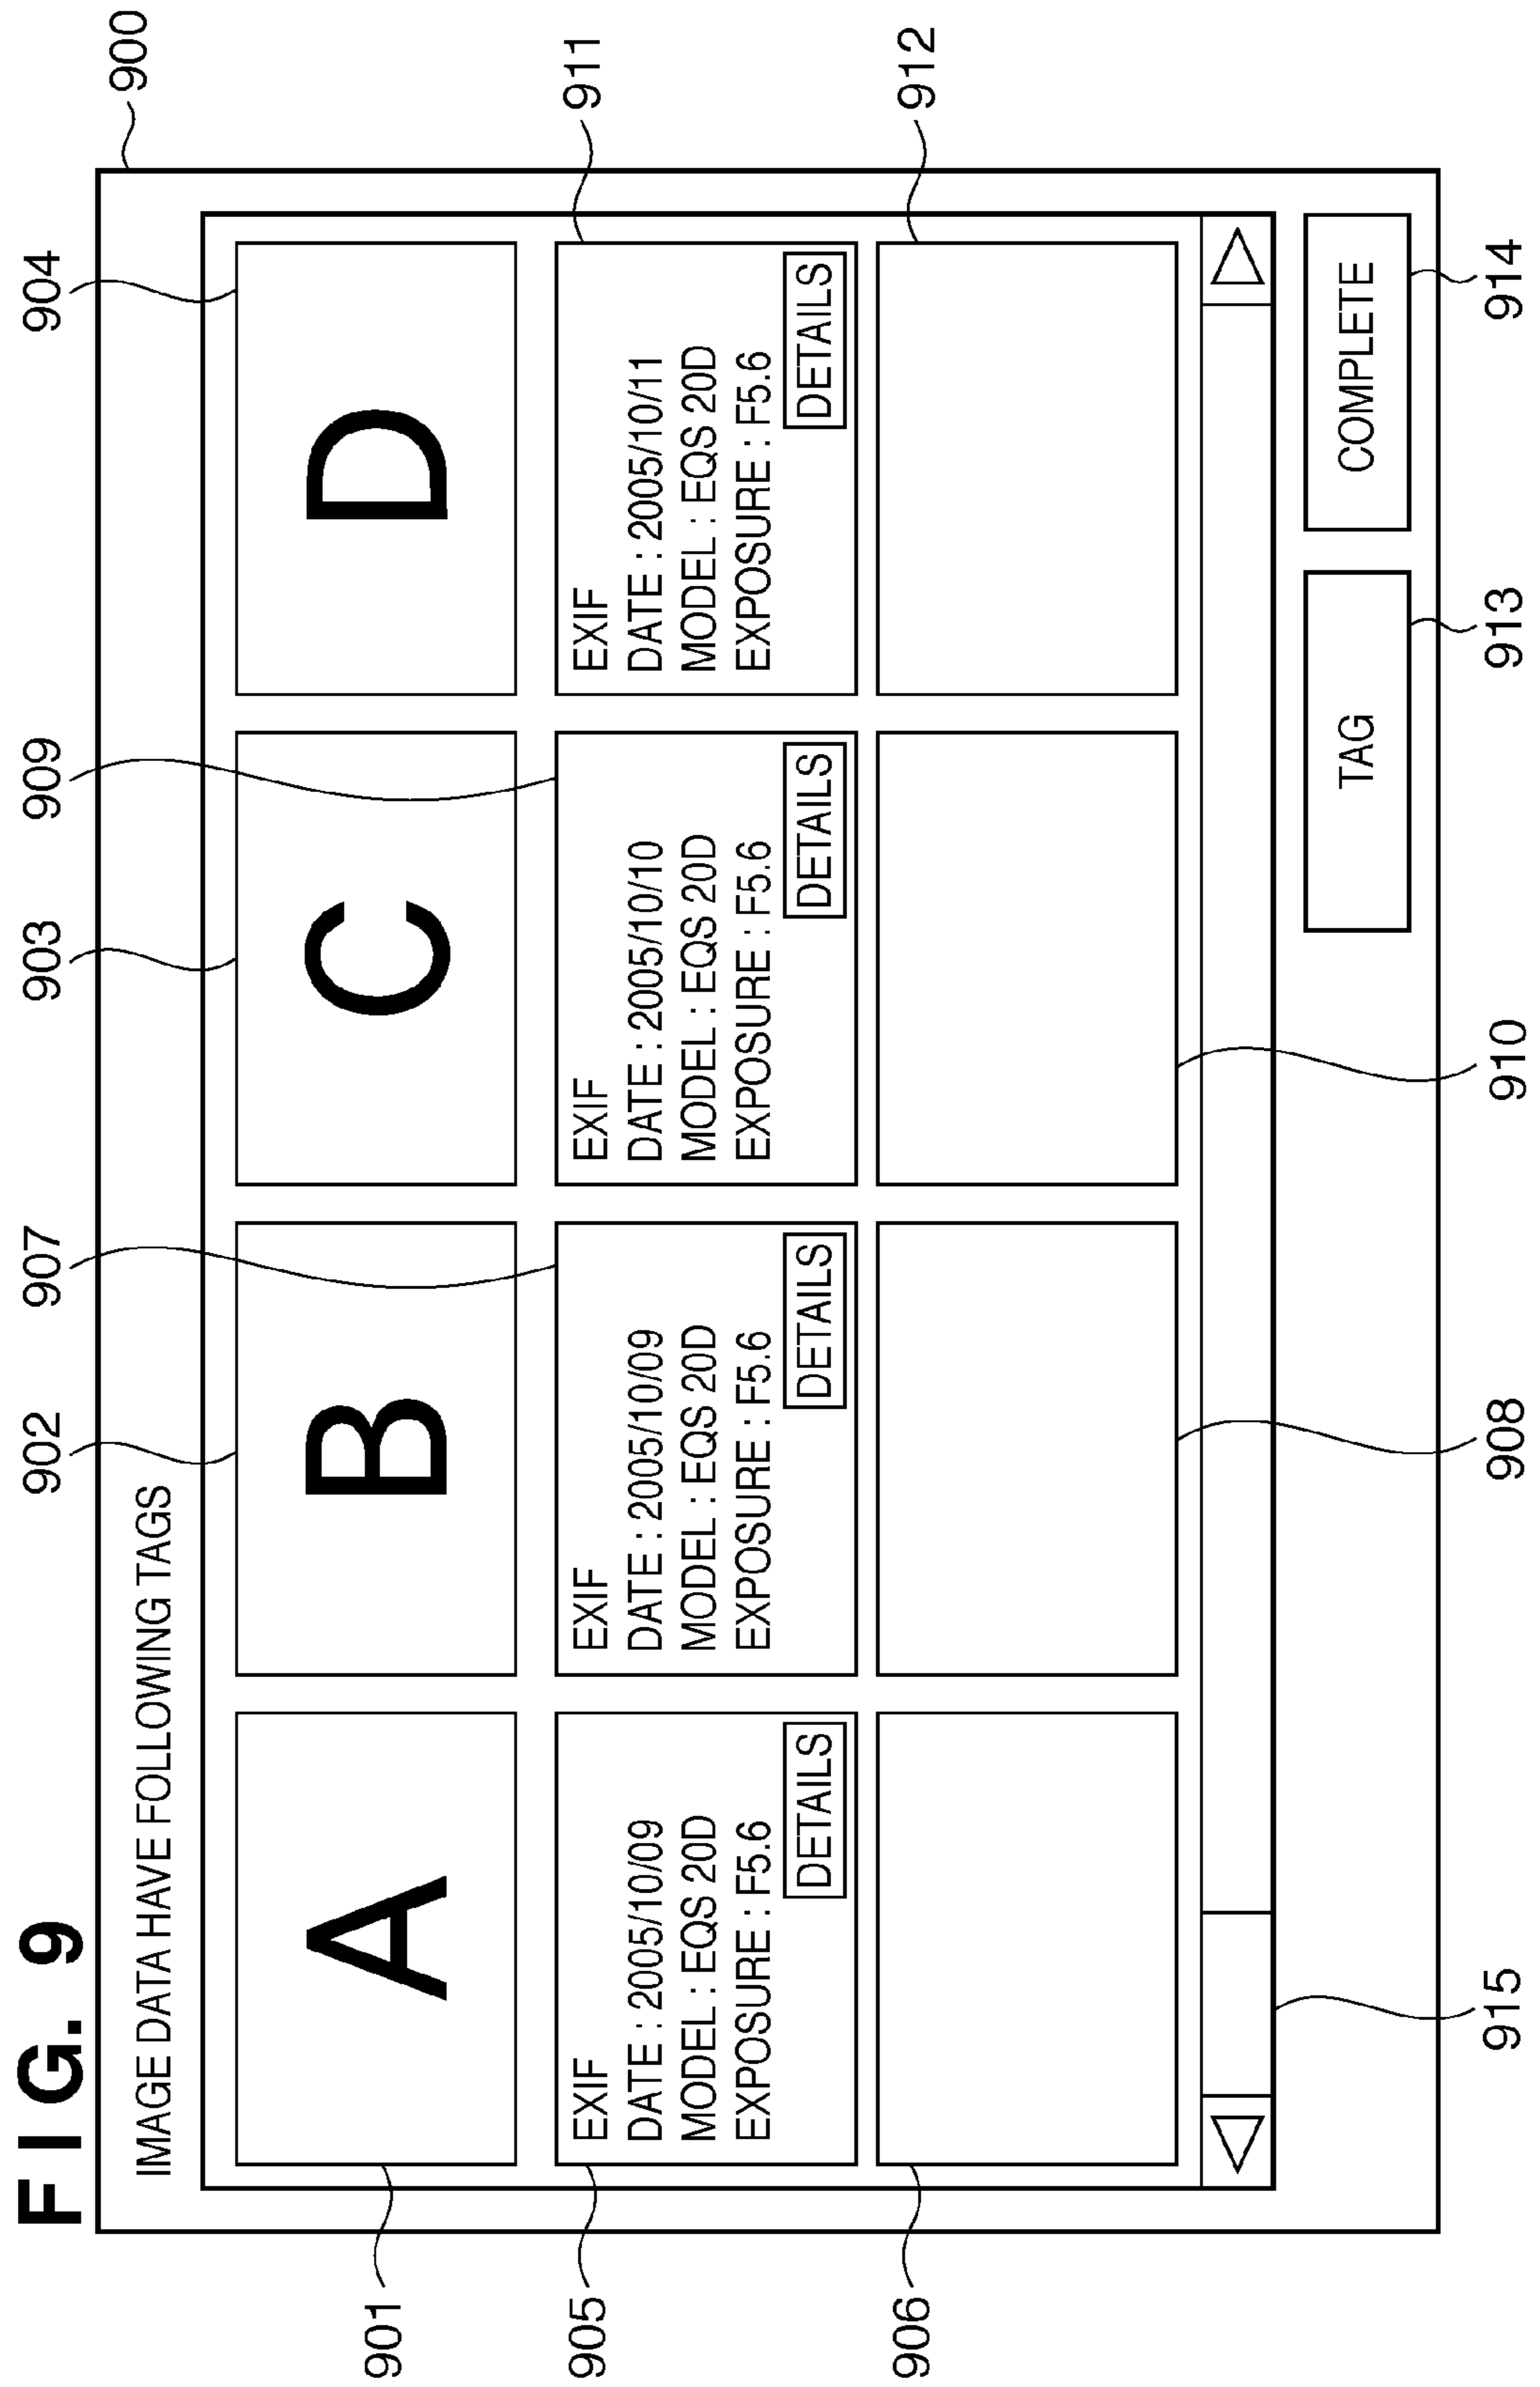 FIG. 9
900
IMAGE DATA HAVE FOLLOWING TAGS
902
907
903
909
904
901
A
B
C
D
905
EXIF
DATE : 2005/10/09
MODEL : EQS 20D
EXPOSURE : F5.6
DETAILS
EXIF
DATE : 2005/10/09
MODEL : EQS 20D
EXPOSURE : F5.6
DETAILS
EXIF
DATE : 2005/10/10
MODEL : EQS 20D
EXPOSURE : F5.6
DETAILS
EXIF
DATE : 2005/10/11
MODEL : EQS 20D
EXPOSURE : F5.6
DETAILS
911
906
912
TAG
COMPLETE
915
908
910
913
914